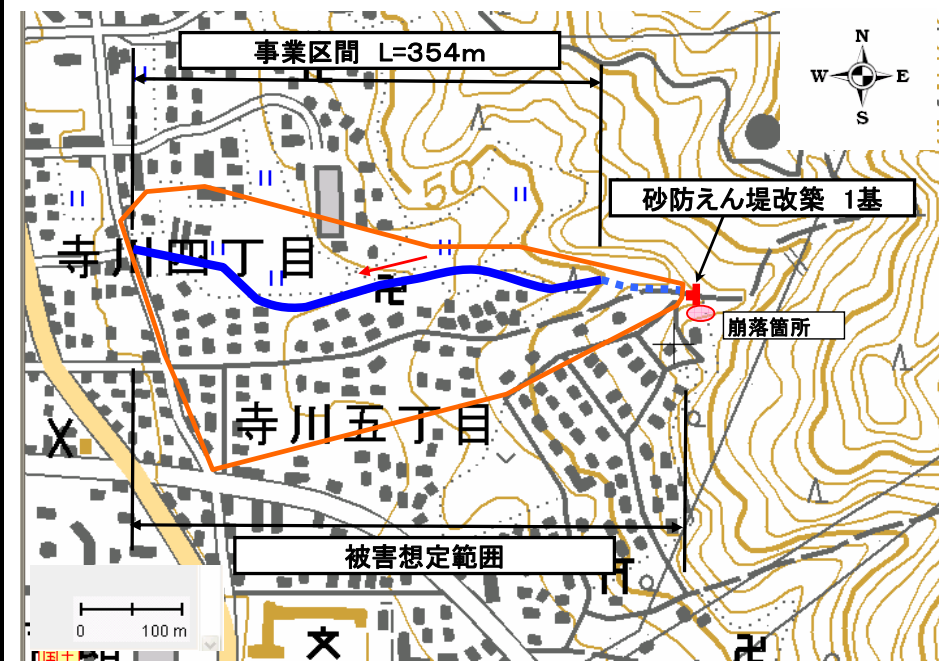 事業区間 L=354m
N
W E
S
50
砂防えん堤改築 1基
寺川四丁目
崩落箇所
寺川五丁目
被害想定範囲
0 100 m